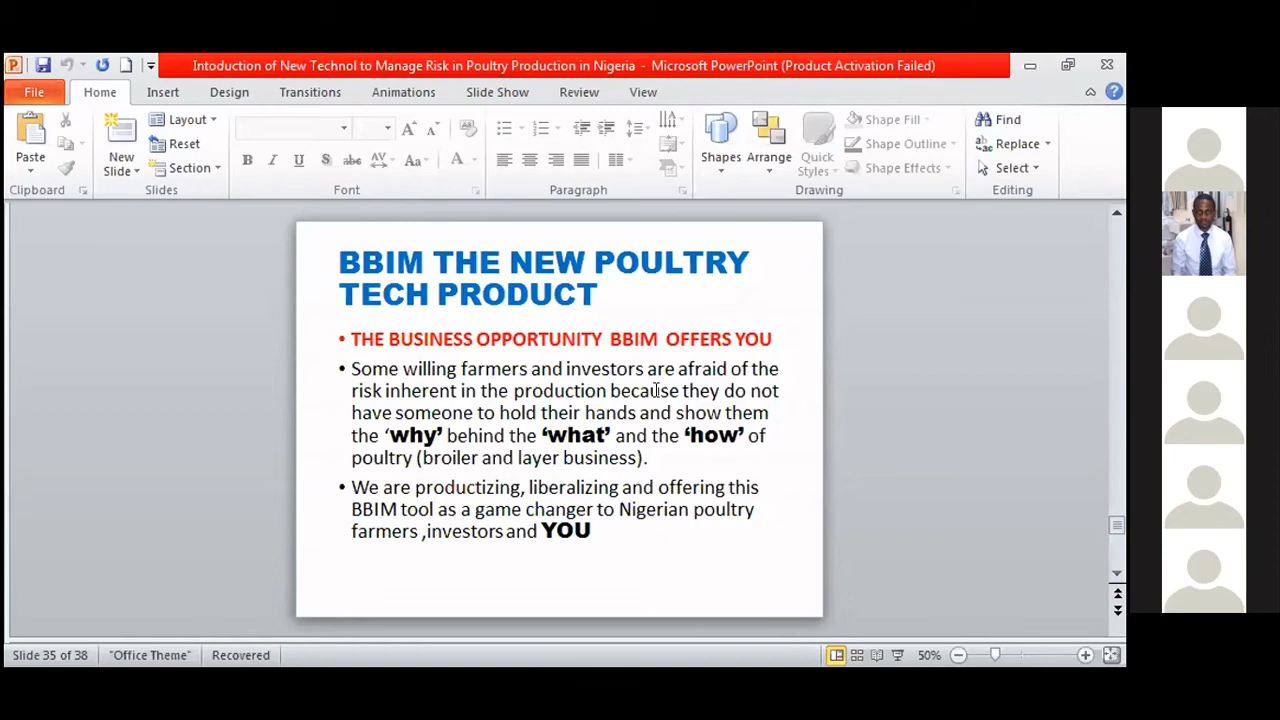 Intoduction of New Technol to Manage Risk in Poultry Production in Nigeria - Microsoft PowerPoint (Product Activation Failed)
File Home Insert Design Transitions Animations Slide Show Review View
Paste
Clipboard
New Slide
Layout
Reset
Section
Slides
B I U S abc AV Aa A
Font
Paragraph
Shapes Arrange Quick Styles
Shape Fill
Shape Outline
Shape Effects
Drawing
Find
Replace
Select
Editing
BBIM THE NEW POULTRY
TECH PRODUCT
• THE BUSINESS OPPORTUNITY BBIM OFFERS YOU
• Some willing farmers and investors are afraid of the
risk inherent in the production because they do not
have someone to hold their hands and show them
the ‘why’ behind the ‘what’ and the ‘how’ of
poultry (broiler and layer business).
• We are productizing, liberalizing and offering this
BBIM tool as a game changer to Nigerian poultry
farmers ,investors and YOU
Slide 35 of 38 "Office Theme" Recovered 50%